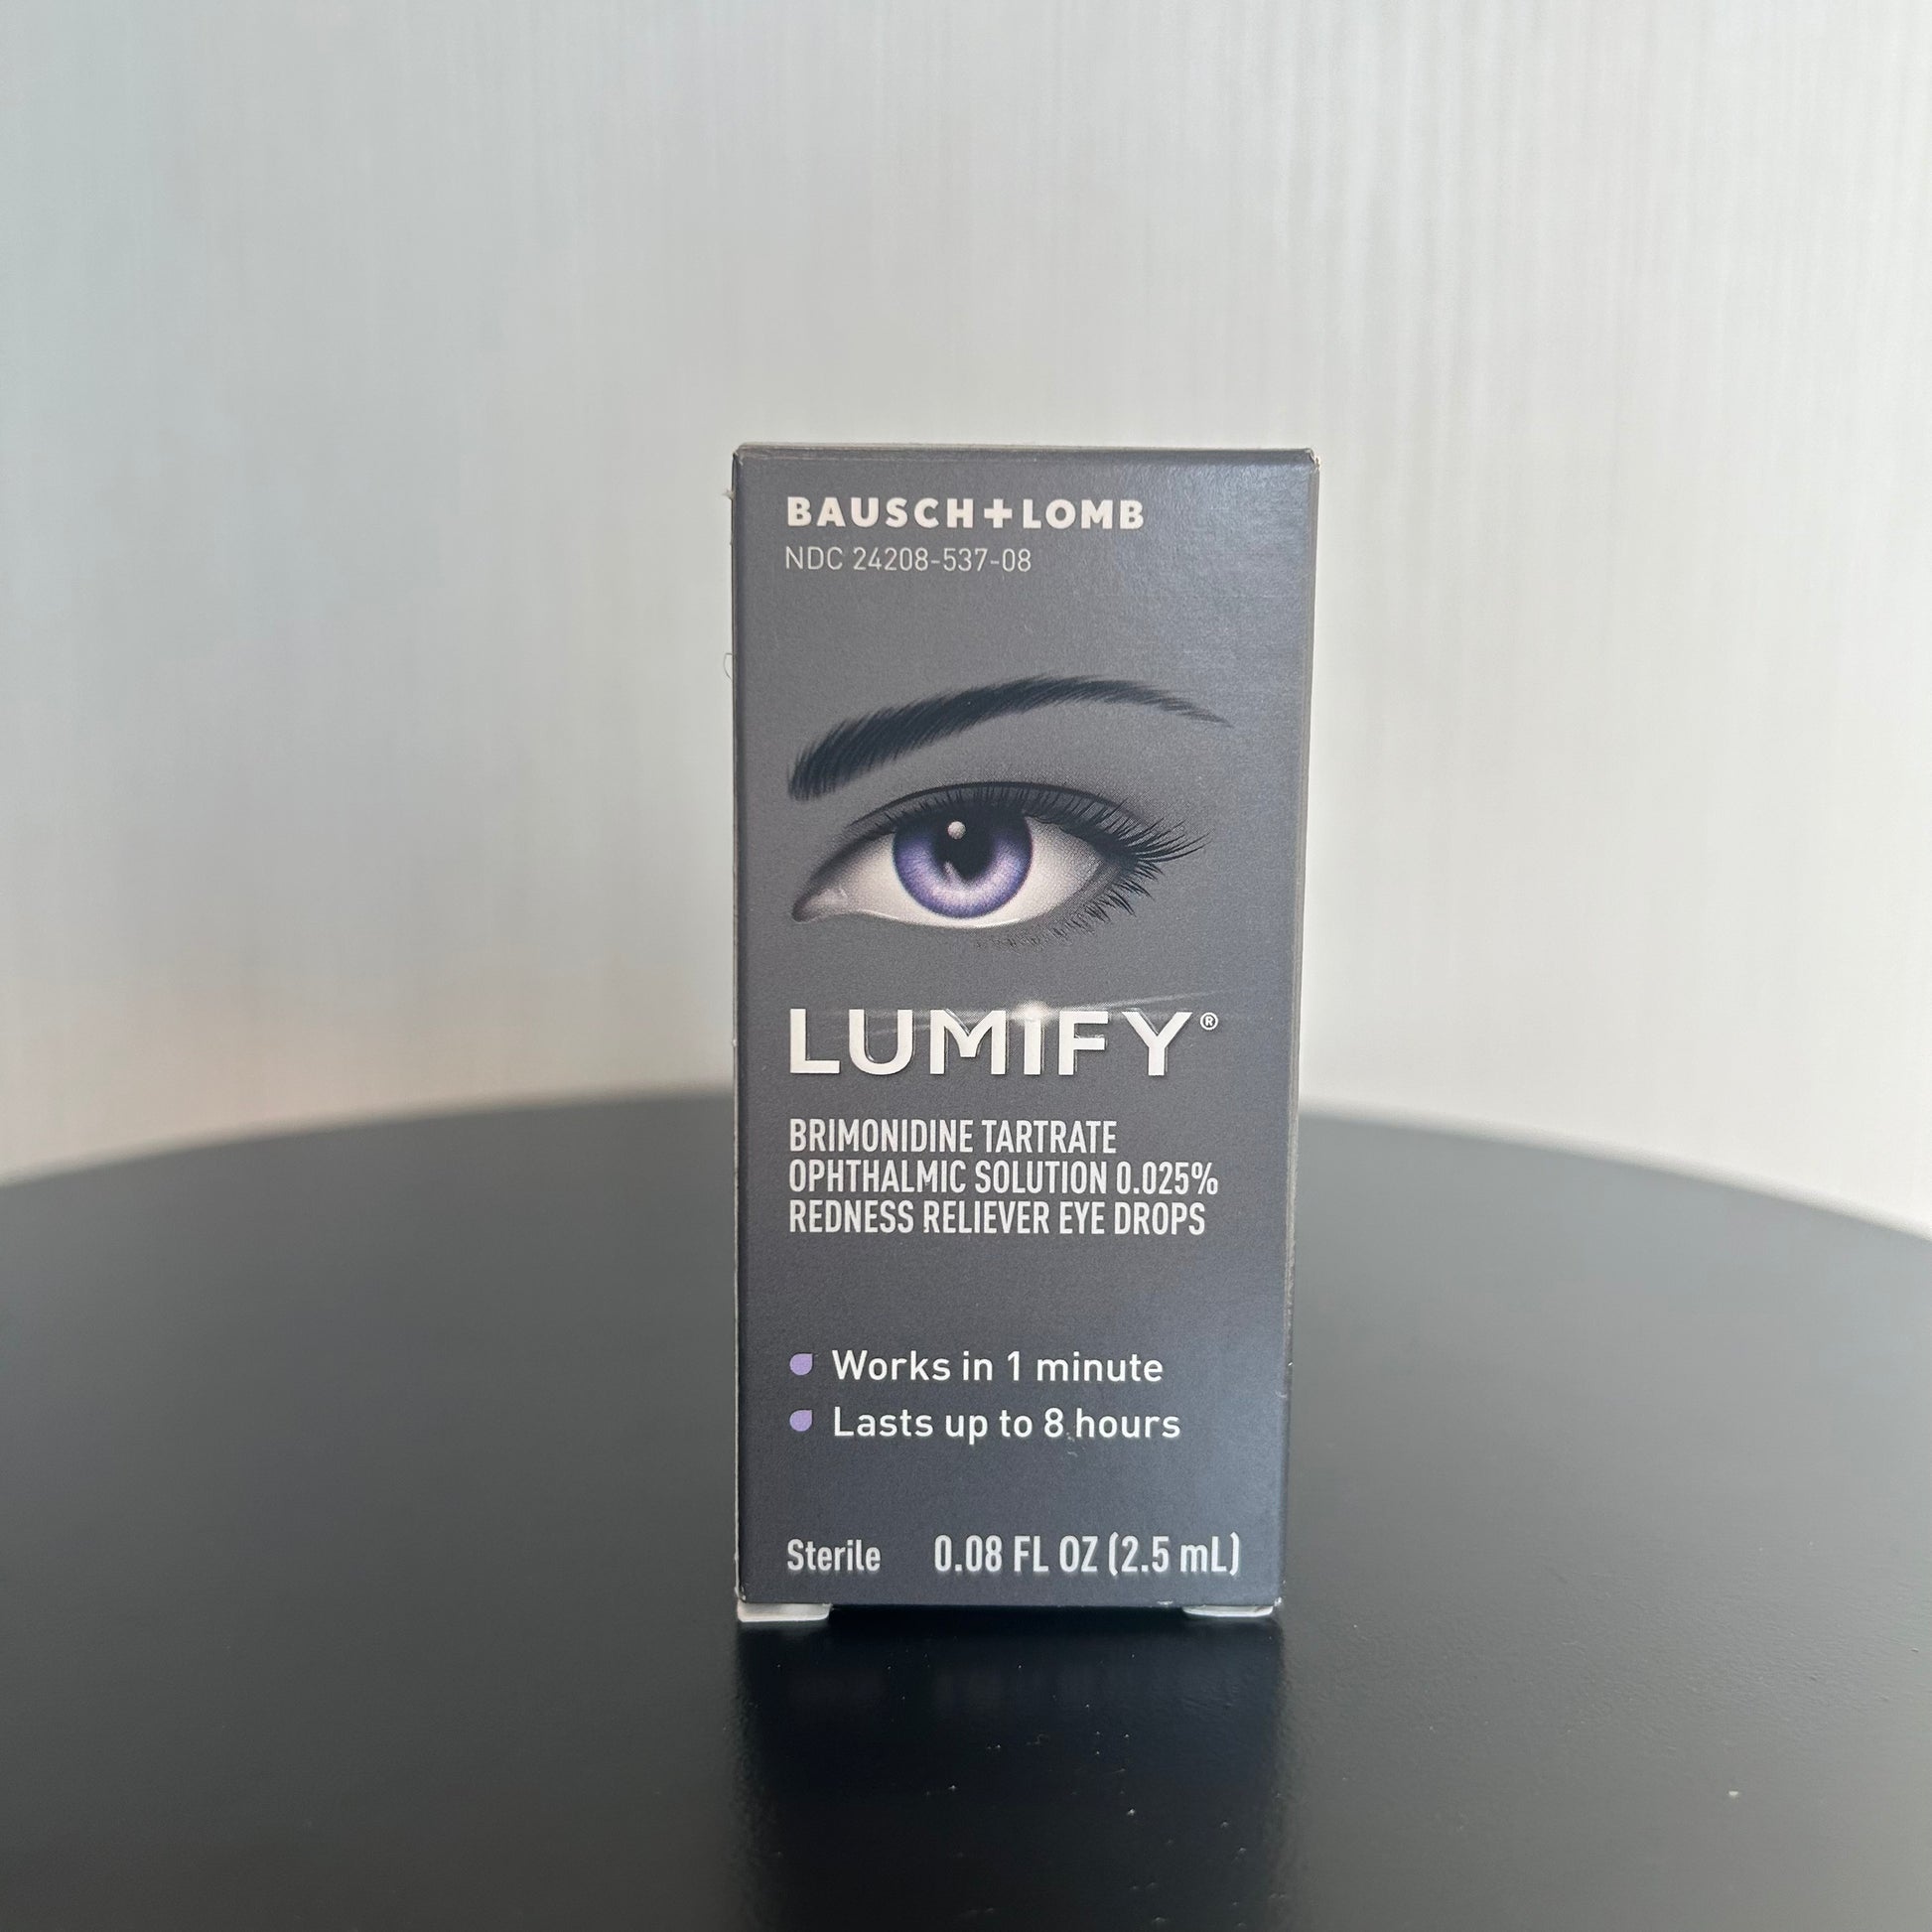 BAUSCH+LOMB
NDC 24208-537-08
LUMIFY®
BRIMONIDINE TARTRATE
OPHTHALMIC SOLUTION 0.025%
REDNESS RELIEVER EYE DROPS
Works in 1 minute
Lasts up to 8 hours
Sterile 0.08 FL OZ (2.5 mL)